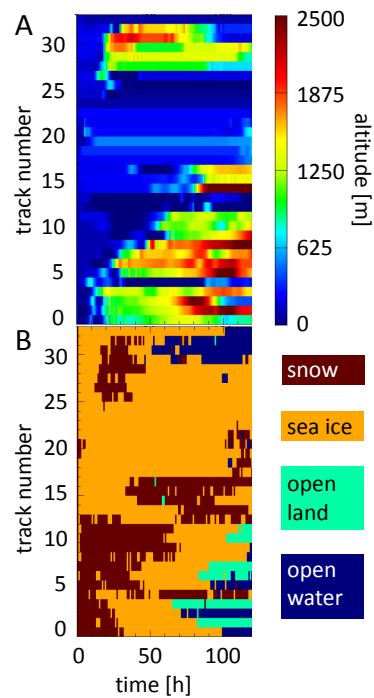 A
30
25
20
15
10
5
0
track number
2500
1875
1250
625
0
altitude [m]
B
30
25
20
15
10
5
0
track number
0
50
100
time [h]
snow
sea ice
open
land
open
water